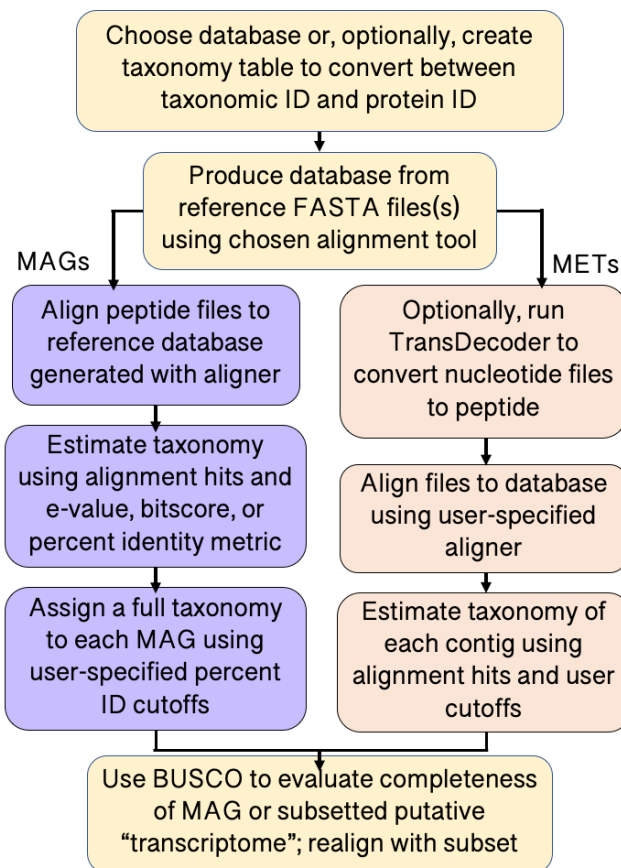 Choose database or, optionally, create
taxonomy table to convert between
taxonomic ID and protein ID
Produce database from
reference FASTA files(s)
using chosen alignment tool
MAGs
METs
Align peptide files to
reference database
generated with aligner
Estimate taxonomy
using alignment hits and
e-value, bitscore, or
percent identity metric
Assign a full taxonomy
to each MAG using
user-specified percent
ID cutoffs
Optionally, run
TransDecoder to
convert nucleotide files
to peptide
Align files to database
using user-specified
aligner
Estimate taxonomy of
each contig using
alignment hits and user
cutoffs
Use BUSCO to evaluate completeness
of MAG or subsetted putative
“transcriptome”; realign with subset